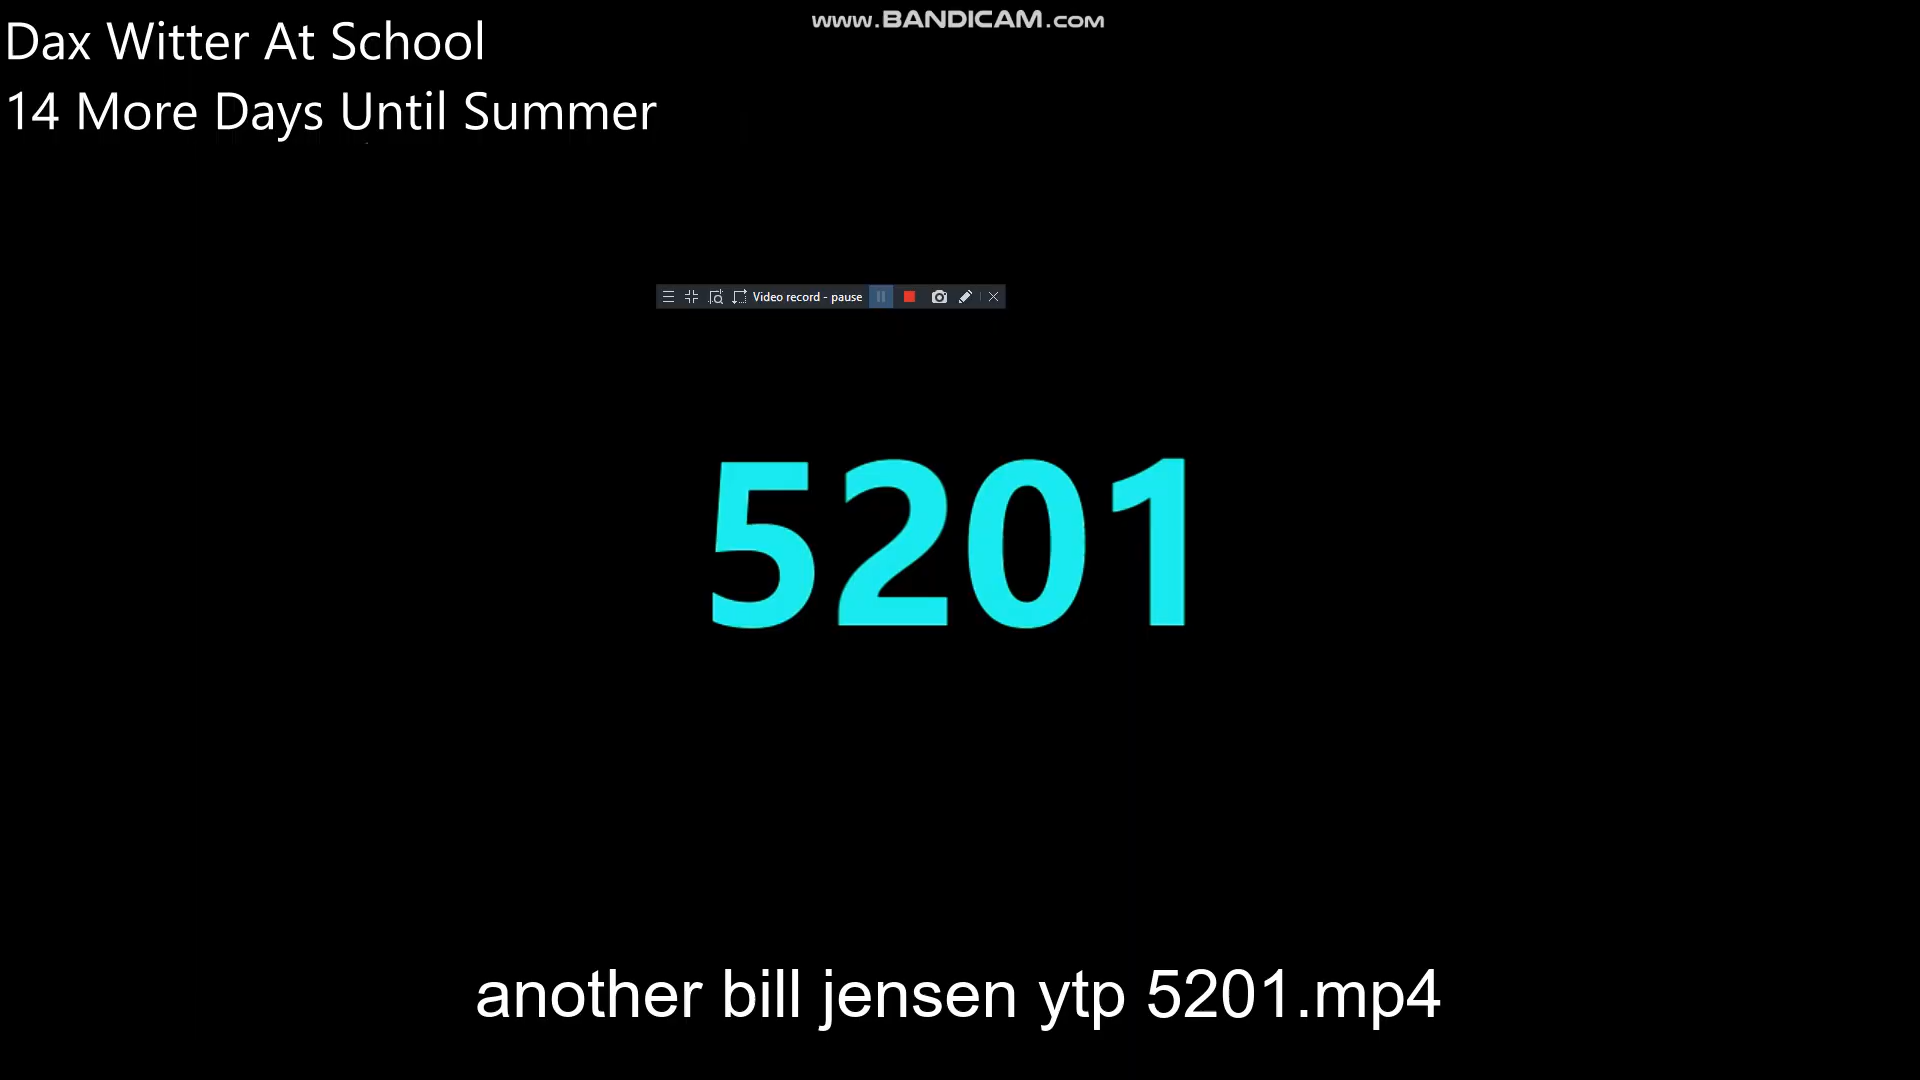 www.BANDICAM.com
Dax Witter At School
14 More Days Until Summer
Video record - pause
5201
another bill jensen ytp 5201.mp4